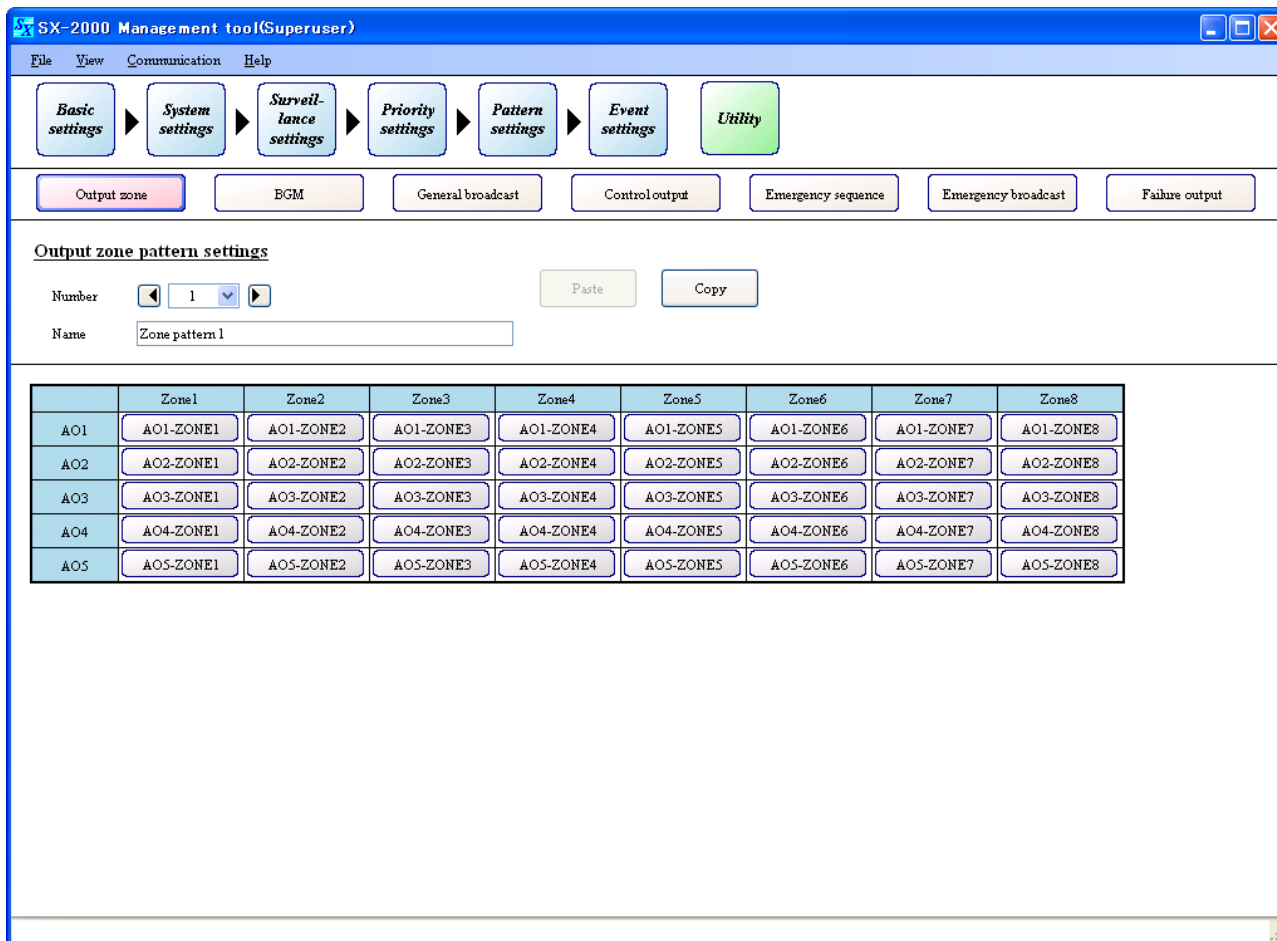 SX SX-2000 Management tool(Superuser)
File View Communication Help
Basic settings
System settings
Surveil-
lance
settings
Priority settings
Pattern settings
Event settings
Utility
Output zone BGM General broadcast Control output Emergency sequence Emergency broadcast Failure output
Output zone pattern settings
Number 1 Paste Copy
Name Zone pattern 1
Zone1 Zone2 Zone3 Zone4 Zone5 Zone6 Zone7 Zone8
AO1 AO1-ZONE1 AO1-ZONE2 AO1-ZONE3 AO1-ZONE4 AO1-ZONE5 AO1-ZONE6 AO1-ZONE7 AO1-ZONE8
AO2 AO2-ZONE1 AO2-ZONE2 AO2-ZONE3 AO2-ZONE4 AO2-ZONE5 AO2-ZONE6 AO2-ZONE7 AO2-ZONE8
AO3 AO3-ZONE1 AO3-ZONE2 AO3-ZONE3 AO3-ZONE4 AO3-ZONE5 AO3-ZONE6 AO3-ZONE7 AO3-ZONE8
AO4 AO4-ZONE1 AO4-ZONE2 AO4-ZONE3 AO4-ZONE4 AO4-ZONE5 AO4-ZONE6 AO4-ZONE7 AO4-ZONE8
AO5 AO5-ZONE1 AO5-ZONE2 AO5-ZONE3 AO5-ZONE4 AO5-ZONE5 AO5-ZONE6 AO5-ZONE7 AO5-ZONE8